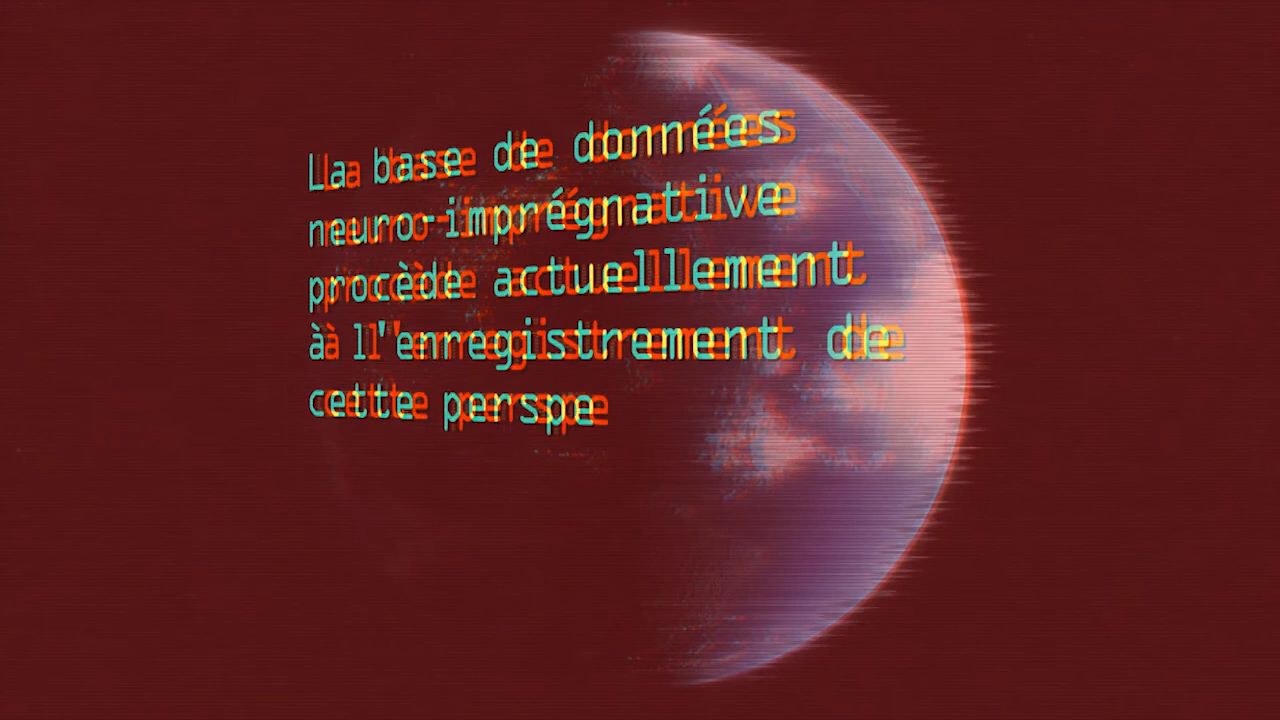 La base de données
neuro-imprégnative
procède actuellement
à l'enregistrement de
cette perspe